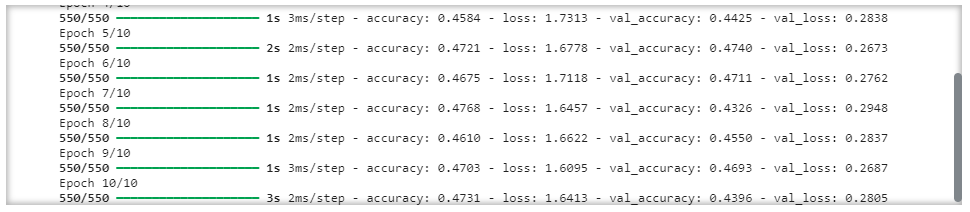 Epoch 4/10
550/550 ━━━━━━━━━━━━━━━━━━━━ 1s 3ms/step - accuracy: 0.4584 - loss: 1.7313 - val_accuracy: 0.4425 - val_loss: 0.2838
Epoch 5/10
550/550 ━━━━━━━━━━━━━━━━━━━━ 2s 2ms/step - accuracy: 0.4721 - loss: 1.6778 - val_accuracy: 0.4740 - val_loss: 0.2673
Epoch 6/10
550/550 ━━━━━━━━━━━━━━━━━━━━ 1s 2ms/step - accuracy: 0.4675 - loss: 1.7118 - val_accuracy: 0.4711 - val_loss: 0.2762
Epoch 7/10
550/550 ━━━━━━━━━━━━━━━━━━━━ 1s 2ms/step - accuracy: 0.4768 - loss: 1.6457 - val_accuracy: 0.4326 - val_loss: 0.2948
Epoch 8/10
550/550 ━━━━━━━━━━━━━━━━━━━━ 1s 2ms/step - accuracy: 0.4610 - loss: 1.6622 - val_accuracy: 0.4550 - val_loss: 0.2837
Epoch 9/10
550/550 ━━━━━━━━━━━━━━━━━━━━ 1s 3ms/step - accuracy: 0.4703 - loss: 1.6095 - val_accuracy: 0.4693 - val_loss: 0.2687
Epoch 10/10
550/550 ━━━━━━━━━━━━━━━━━━━━ 3s 2ms/step - accuracy: 0.4731 - loss: 1.6413 - val_accuracy: 0.4396 - val_loss: 0.2805